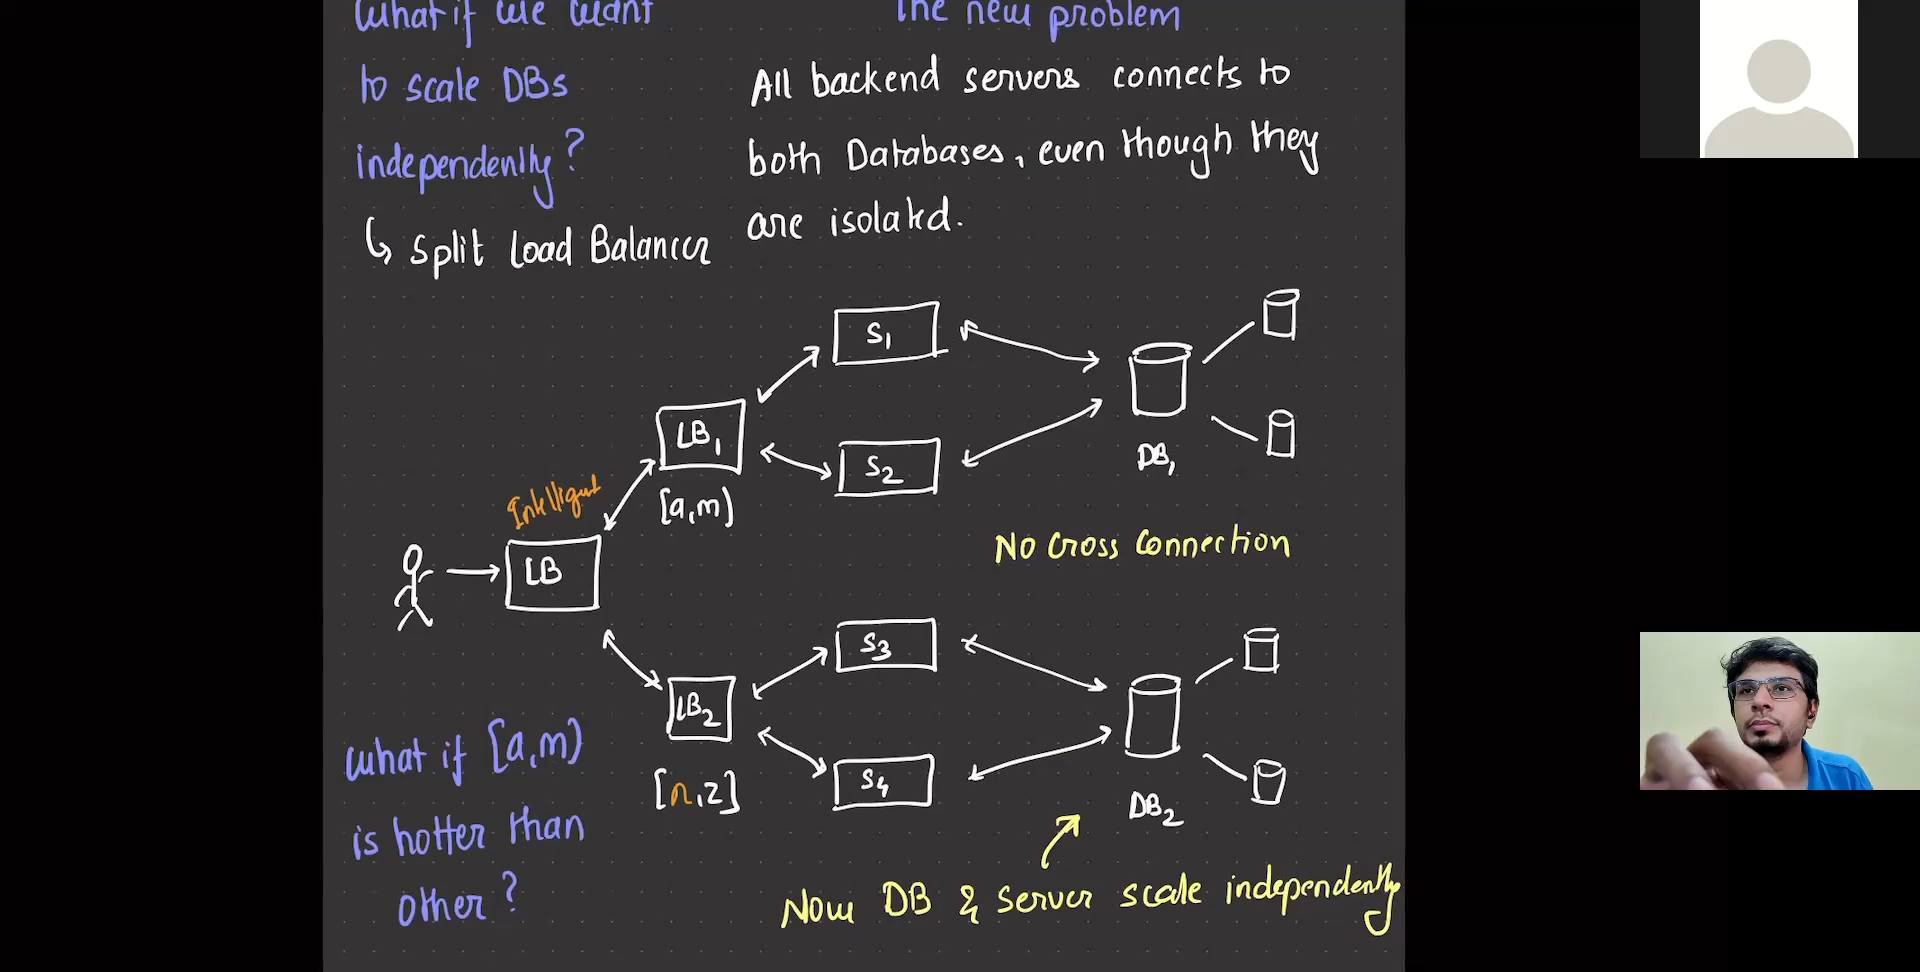 What if we want
to scale DBs
independently?
↳ Split Load Balancer
The new problem
All backend servers connects to
both Databases, even though they
are isolated.
S1
S2
LB1
[a,m)
DB1
Intelligent
LB
No Cross Connection
S3
S4
LB2
[n,z]
DB2
What if [a,m)
is hotter than
other?
Now DB & Server scale independently